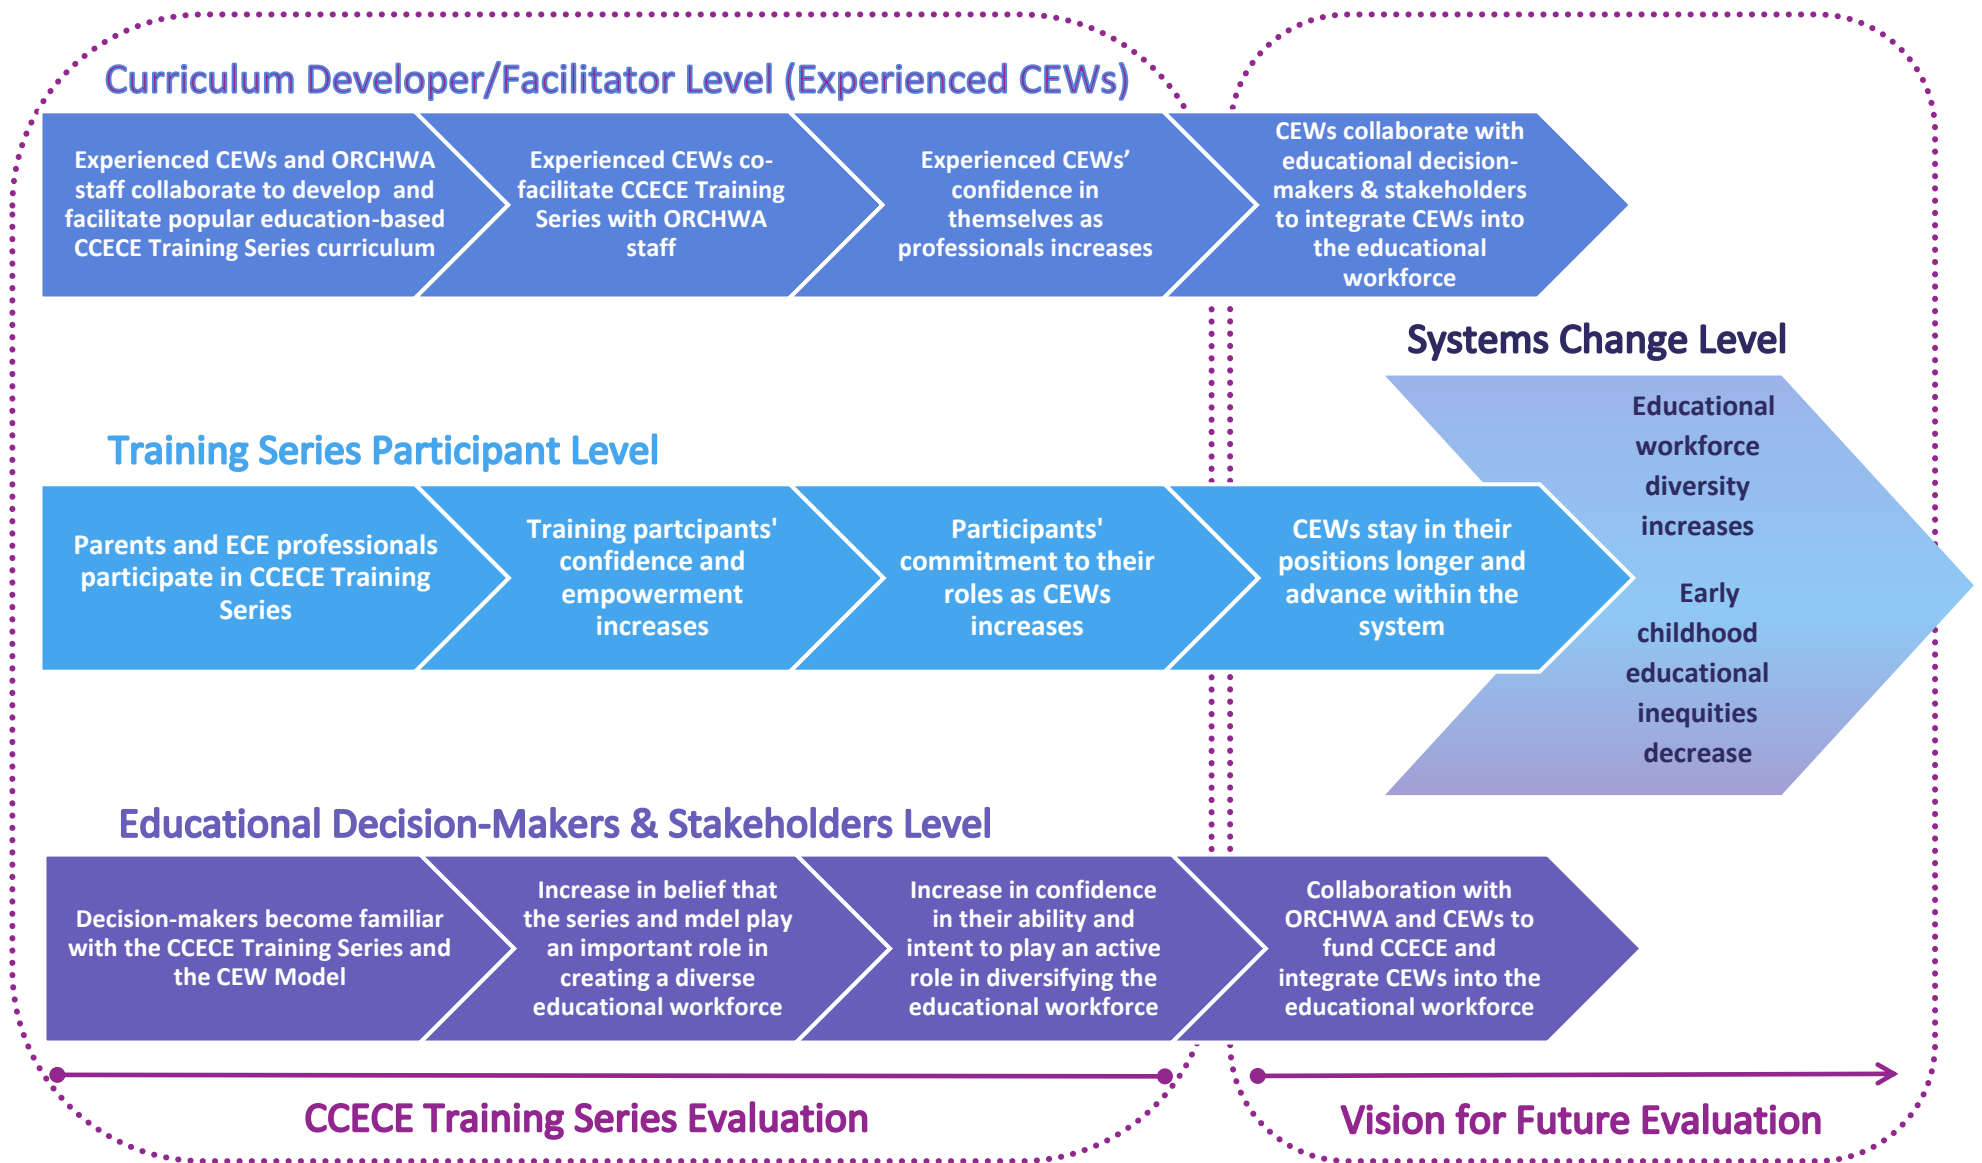 Curriculum Developer/Facilitator Level (Experienced CEWs)
Experienced CEWs and ORCHWA
staff collaborate to develop and
facilitate popular education-based
CCECE Training Series curriculum
Experienced CEWs co-
facilitate CCECE Training
Series with ORCHWA
staff
Experienced CEWs’
confidence in
themselves as
professionals increases
CEWs collaborate with
educational decision-
makers & stakeholders
to integrate CEWs into
the educational
workforce
Training Series Participant Level
Parents and ECE professionals
participate in CCECE Training
Series
Training partcipants'
confidence and
empowerment
increases
Participants'
commitment to their
roles as CEWs
increases
CEWs stay in their
positions longer and
advance within the
system
Systems Change Level
Educational
workforce
diversity
increases
Early
childhood
educational
inequities
decrease
Educational Decision-Makers & Stakeholders Level
Decision-makers become familiar
with the CCECE Training Series and
the CEW Model
Increase in belief that
the series and mdel play
an important role in
creating a diverse
educational workforce
Increase in confidence
in their ability and
intent to play an active
role in diversifying the
educational workforce
Collaboration with
ORCHWA and CEWs to
fund CCECE and
integrate CEWs into the
educational workforce
CCECE Training Series Evaluation
Vision for Future Evaluation